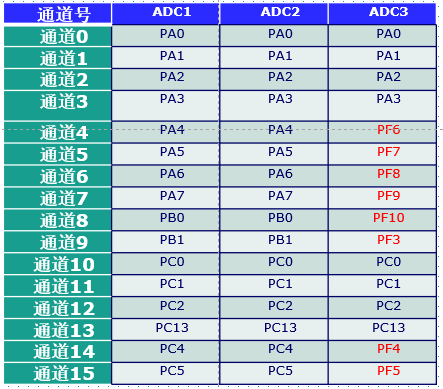 通道号 ADC1 ADC2 ADC3
通道0 PA0 PA0 PA0
通道1 PA1 PA1 PA1
通道2 PA2 PA2 PA2
通道3 PA3 PA3 PA3
通道4 PA4 PA4 PF6
通道5 PA5 PA5 PF7
通道6 PA6 PA6 PF8
通道7 PA7 PA7 PF9
通道8 PB0 PB0 PF10
通道9 PB1 PB1 PF3
通道10 PC0 PC0 PC0
通道11 PC1 PC1 PC1
通道12 PC2 PC2 PC2
通道13 PC13 PC13 PC13
通道14 PC4 PC4 PF4
通道15 PC5 PC5 PF5